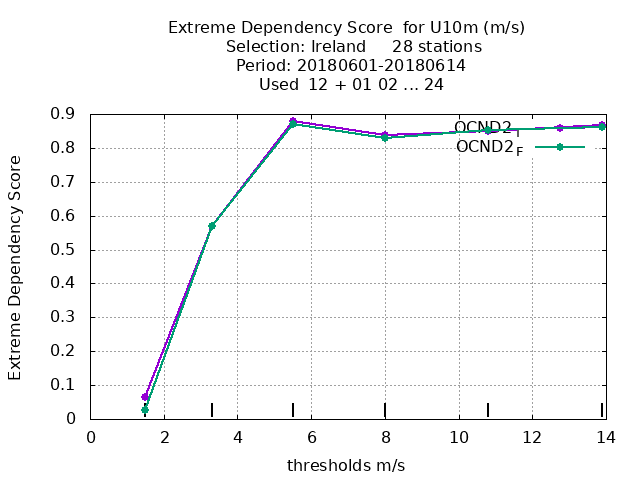 Extreme Dependency Score for U10m (m/s)
Selection: Ireland 28 stations
Period: 20180601-20180614
Used 12 + 01 02 ... 24
Extreme Dependency Score
0.9
0.8
0.7
0.6
0.5
0.4
0.3
0.2
0.1
0
OCND2T
OCND2F
0 2 4 6 8 10 12 14
thresholds m/s